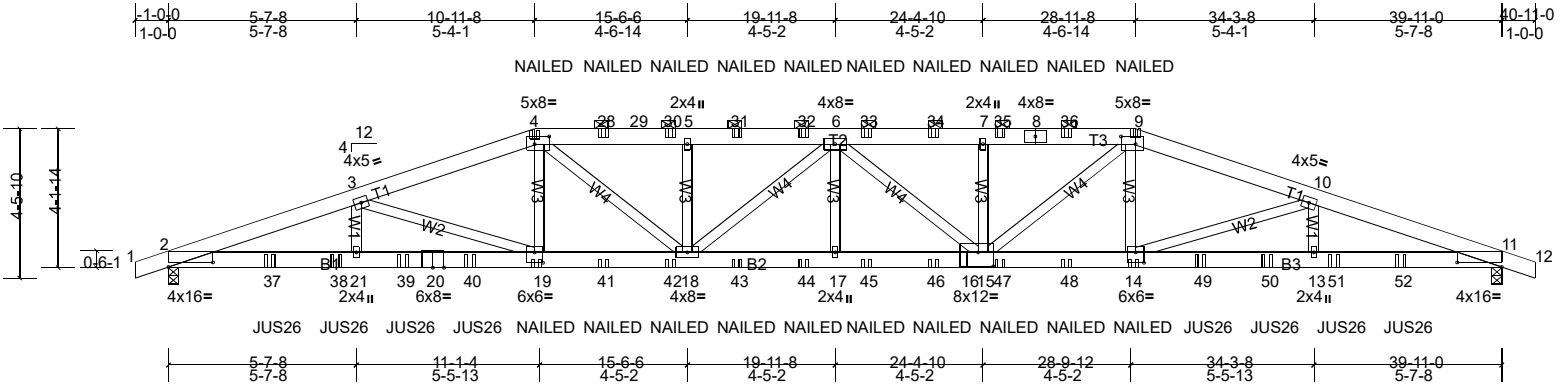 -1-0-0 5-7-8 10-11-8 15-6-6 19-11-8 24-4-10 28-11-8 34-3-8 39-11-0 40-11-0
1-0-0 5-7-8 5-4-1 4-6-14 4-5-2 4-5-2 4-6-14 5-4-1 5-7-8 1-0-0
NAILED NAILED NAILED NAILED NAILED NAILED NAILED NAILED NAILED NAILED
5x8= 2x4 4x8= 2x4 4x8= 5x8=
4 28 29 30 5 31 32 6 33 34 7 35 8 36 9
12
4
T2 T3
4x5= 4x5=
3 T1 T1 10
4-5-10 4-1-14
W1 W2 W3 W4 W3 W4 W3 W4 W3 W4 W3 W2 W1
0-6-1
1 2 11 12
B1 B2 B3
37 38 21 39 20 40 19 41 42 18 43 44 17 45 46 16 15 47 48 14 49 50 13 51 52
4x16= 2x4 6x8= 6x6= 4x8= 2x4 8x12= 6x6= 2x4 4x16=
JUS26 JUS26 JUS26 JUS26 NAILED NAILED NAILED NAILED NAILED NAILED NAILED NAILED NAILED NAILED JUS26 JUS26 JUS26 JUS26
5-7-8 11-1-4 15-6-6 19-11-8 24-4-10 28-9-12 34-3-8 39-11-0
5-7-8 5-5-13 4-5-2 4-5-2 4-5-2 4-5-2 5-5-13 5-7-8